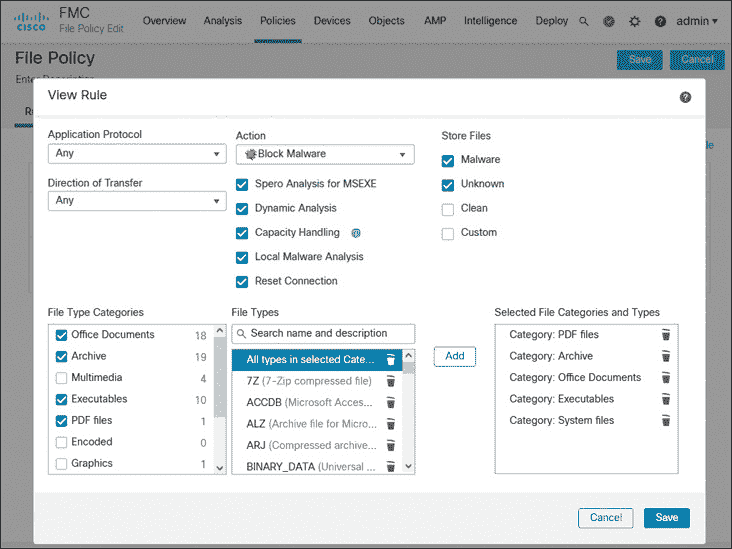 FMC
CISCO
File Policy Edit
Overview
Analysis
Policies
Devices
Objects
AMP
Intelligence
Deploy
admin
File Policy
Save
Cancel
View Rule
Application Protocol
Any
Direction of Transfer
Any
Action
Block Malware
Spero Analysis for MSEXE
Dynamic Analysis
Capacity Handling
Local Malware Analysis
Reset Connection
Store Files
Malware
Unknown
Clean
Custom
File Type Categories
Office Documents 18
Archive 19
Multimedia 4
Executables 10
PDF files 1
Encoded 0
Graphics 1
File Types
Search name and description
All types in selected Cate...
7Z (7-Zip compressed file)
ACCDB (Microsoft Acces...
ALZ (Archive file for Micro...
ARJ (Compressed archive...
BINARY_DATA (Universal ...
Add
Selected File Categories and Types
Category: PDF files
Category: Archive
Category: Office Documents
Category: Executables
Category: System files
Cancel
Save